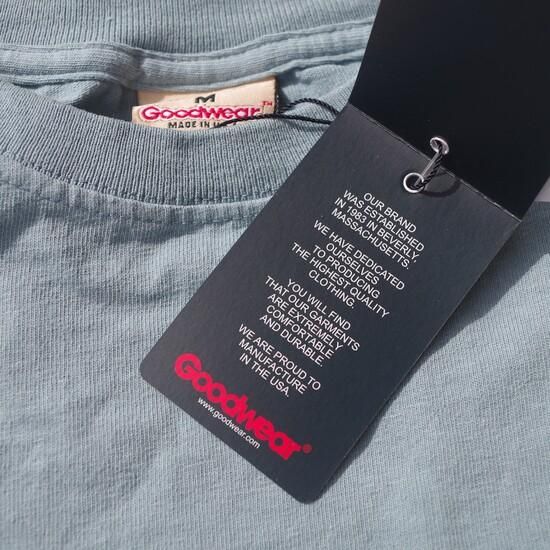 M
Goodwear™
MADE IN U
OUR BRAND
WAS ESTABLISHED
IN 1983 IN BEVERLY,
MASSACHUSETTS.
WE HAVE DEDICATED
OURSELVES
TO PRODUCING
THE HIGHEST QUALITY
CLOTHING.
YOU WILL FIND
THAT OUR GARMENTS
ARE EXTREMELY
COMFORTABLE
AND DURABLE.
WE ARE PROUD TO
MANUFACTURE
IN THE USA.
Goodwear®
www.goodwear.com